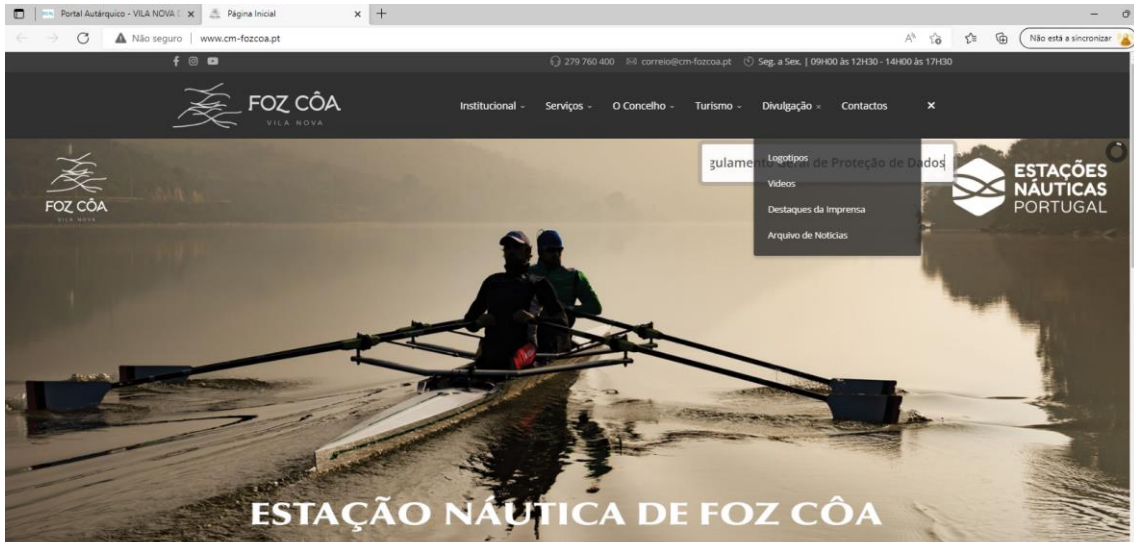 Portal Autárquico - VILA NOVA
Página Inicial
Não seguro
www.cm-fozcoa.pt
Não está a sincronizar
279 760 400
correio@cm-fozcoa.pt
Seg. a Sex. | 09H00 às 12H30 - 14H00 às 17H30
FOZ CÔA
VILA NOVA
Institucional
Serviços
O Concelho
Turismo
Divulgação
Contactos
gulamento Geral de Proteção de Dados
Logotipos
Videos
Destaques da Imprensa
Arquivo de Noticias
FOZ CÔA
VILA NOVA
ESTAÇÕES
NÁUTICAS
PORTUGAL
ESTAÇÃO NÁUTICA DE FOZ CÔA